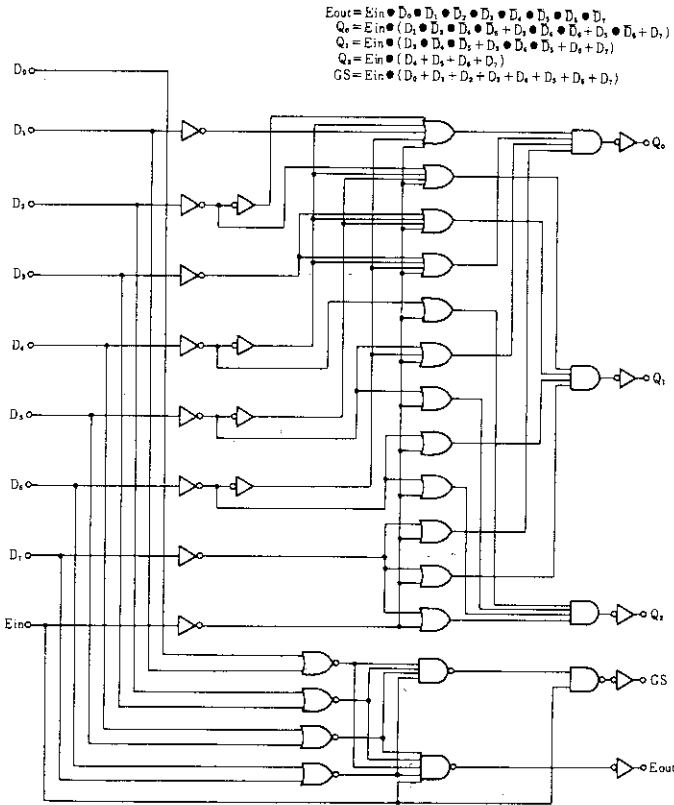 Eout = Ein • D̄₀ • D̄₁ • D̄₂ • D̄₃ • D̄₄ • D̄₅ • D̄₆ • D̄₇
Q₀ = Ein • (D₁ • D̄₂ • D̄₄ • D̄₆ + D₃ • D̄₄ • D̄₆ + D₅ • D̄₆ + D₇)
Q₁ = Ein • (D₂ • D̄₄ • D̄₅ + D₃ • D̄₄ • D̄₅ + D₆ + D₇)
Q₂ = Ein • (D₄ + D₅ + D₆ + D₇)
GS = Ein • (D₀ + D₁ + D₂ + D₃ + D₄ + D₅ + D₆ + D₇)
D₀
D₁
Q₀
D₂
D₃
D₄
Q₁
D₅
D₆
D₇
Ein
Q₂
GS
Eout